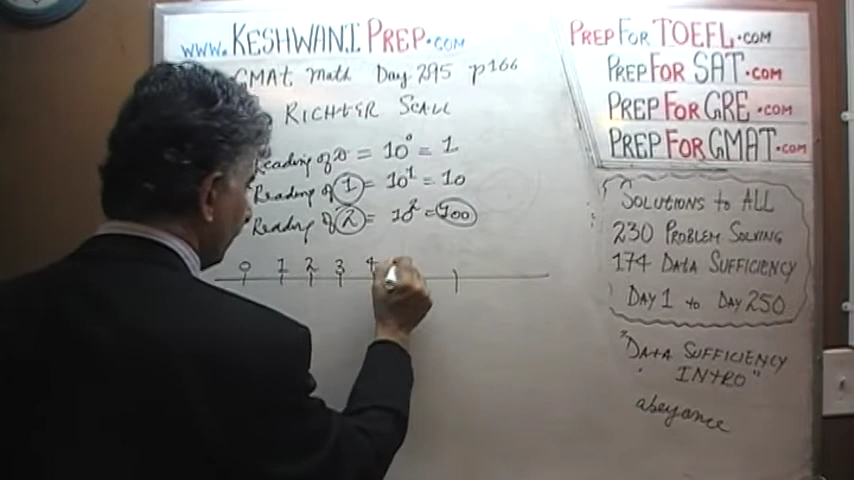 www.KESHWANI PREP.COM
GMAT Math Day 295 p166
RICHTER SCALL
Reading of 0 = 10⁰ = 1
Reading of 1 = 10¹ = 10
Reading of 2 = 10² = 100
0 1 2 3 4
PREP FOR TOEFL.COM
PREP FOR SAT.COM
PREP FOR GRE.COM
PREP FOR GMAT.COM
SOLUTIONS to ALL
230 PROBLEM SOLVING
174 DATA SUFFICIENCY
DAY 1 to DAY 250
"DATA SUFFICIENCY
INTRO"
abeyance